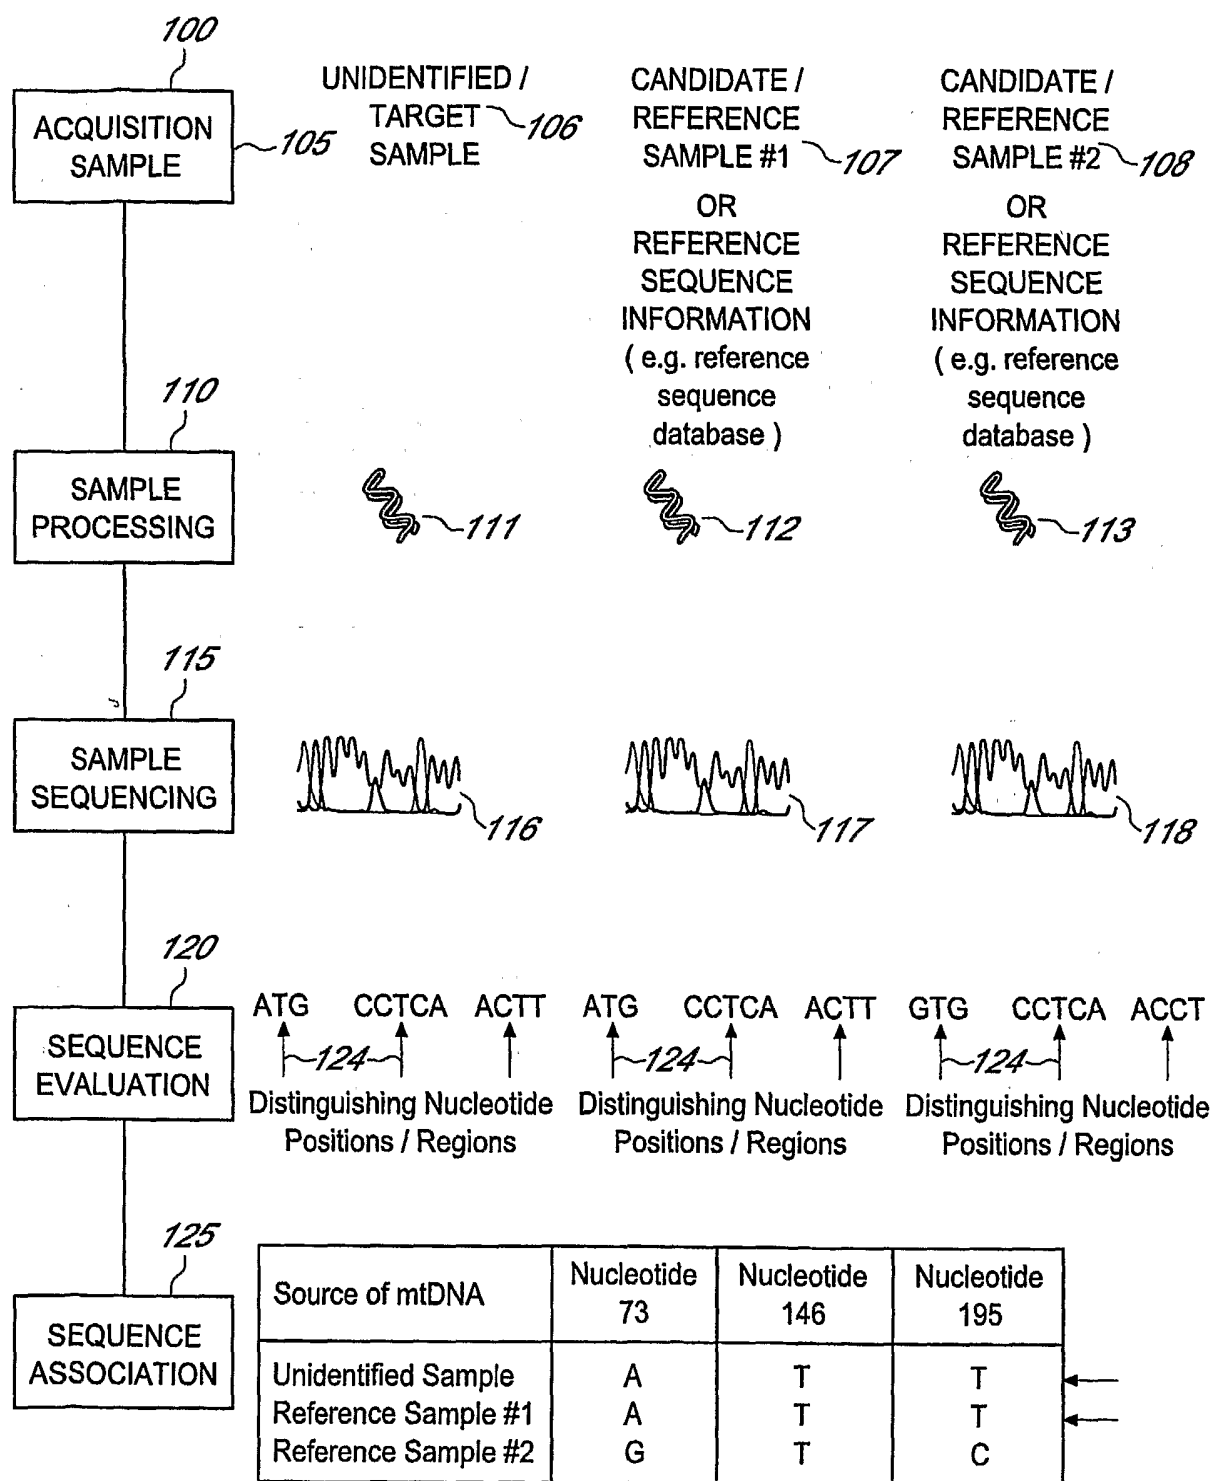 100
ACQUISITION
SAMPLE
105
UNIDENTIFIED /
TARGET
SAMPLE
106
CANDIDATE /
REFERENCE
SAMPLE #1
107
OR
REFERENCE
SEQUENCE
INFORMATION
( e.g. reference
sequence
database )
CANDIDATE /
REFERENCE
SAMPLE #2
108
OR
REFERENCE
SEQUENCE
INFORMATION
( e.g. reference
sequence
database )
110
SAMPLE
PROCESSING
111
112
113
115
SAMPLE
SEQUENCING
116
117
118
120
SEQUENCE
EVALUATION
ATG CCTCA ACTT
124
Distinguishing Nucleotide
Positions / Regions
ATG CCTCA ACTT
124
Distinguishing Nucleotide
Positions / Regions
GTG CCTCA ACCT
124
Distinguishing Nucleotide
Positions / Regions
125
SEQUENCE
ASSOCIATION
Source of mtDNA
Nucleotide
73
Nucleotide
146
Nucleotide
195
Unidentified Sample A T T
Reference Sample #1 A T T
Reference Sample #2 G T C